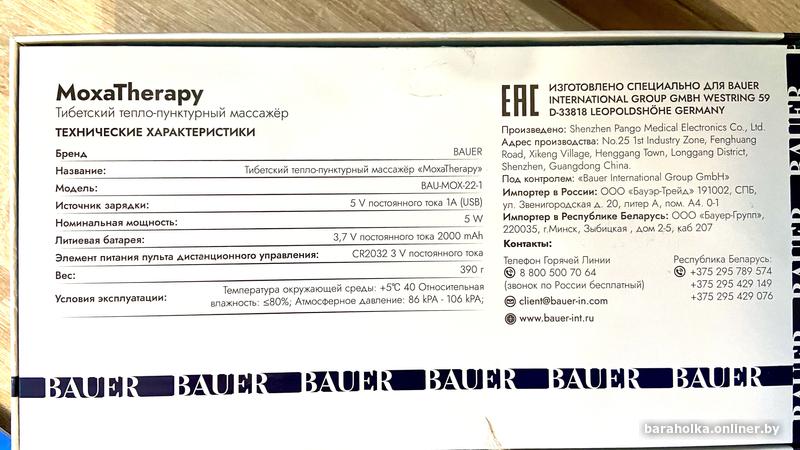 MoxaTherapy
Тибетский тепло-пунктурный массажёр
ТЕХНИЧЕСКИЕ ХАРАКТЕРИСТИКИ
Бренд BAUER
Название: Тибетский тепло-пунктурный массажёр «MoxaTherapy»
Модель: BAU-MOX-22-1
Источник зарядки: 5 V постоянного тока 1A (USB)
Номинальная мощность: 5 W
Литиевая батарея: 3,7 V постоянного тока 2000 mAh
Элемент питания пульта дистанционного управления: CR2032 3 V постоянного тока
Вес: 390 г
Условия эксплуатации: Температура окружающей среды: +5℃ 40 Относительная
влажность: ≤80%; Атмосферное давление: 86 kPA - 106 kPA;
EAC
ИЗГОТОВЛЕНО СПЕЦИАЛЬНО ДЛЯ BAUER
INTERNATIONAL GROUP GMBH WESTRING 59
D-33818 LEOPOLDSHÖHE GERMANY
Произведено: Shenzhen Pango Medical Electronics Co., Ltd.
Адрес производства: No.25 1st Industry Zone, Fenghuang
Road, Xikeng Village, Henggang Town, Longgang District,
Shenzhen, Guangdong China.
Под контролем: «Bauer International Group GmbH»
Импортер в России: ООО «Бауэр-Трейд» 191002, СПБ,
ул. Звенигородская д. 20, литер А, пом. А4. 0-1
Импортер в Республике Беларусь: ООО «Бауер-Групп»,
220035, г.Минск, Зыбицкая , дом 2-5, каб 207
Контакты:
Телефон Горячей Линии
8 800 500 70 64
(звонок по России бесплатный)
client@bauer-in.com
www.bauer-int.ru
Республика Беларусь:
+375 295 789 574
+375 295 429 149
+375 295 429 076
BAUER BAUER BAUER BAUER BAUER BAUER
BAUER
BAUER
BAUER
baraholka.onliner.by